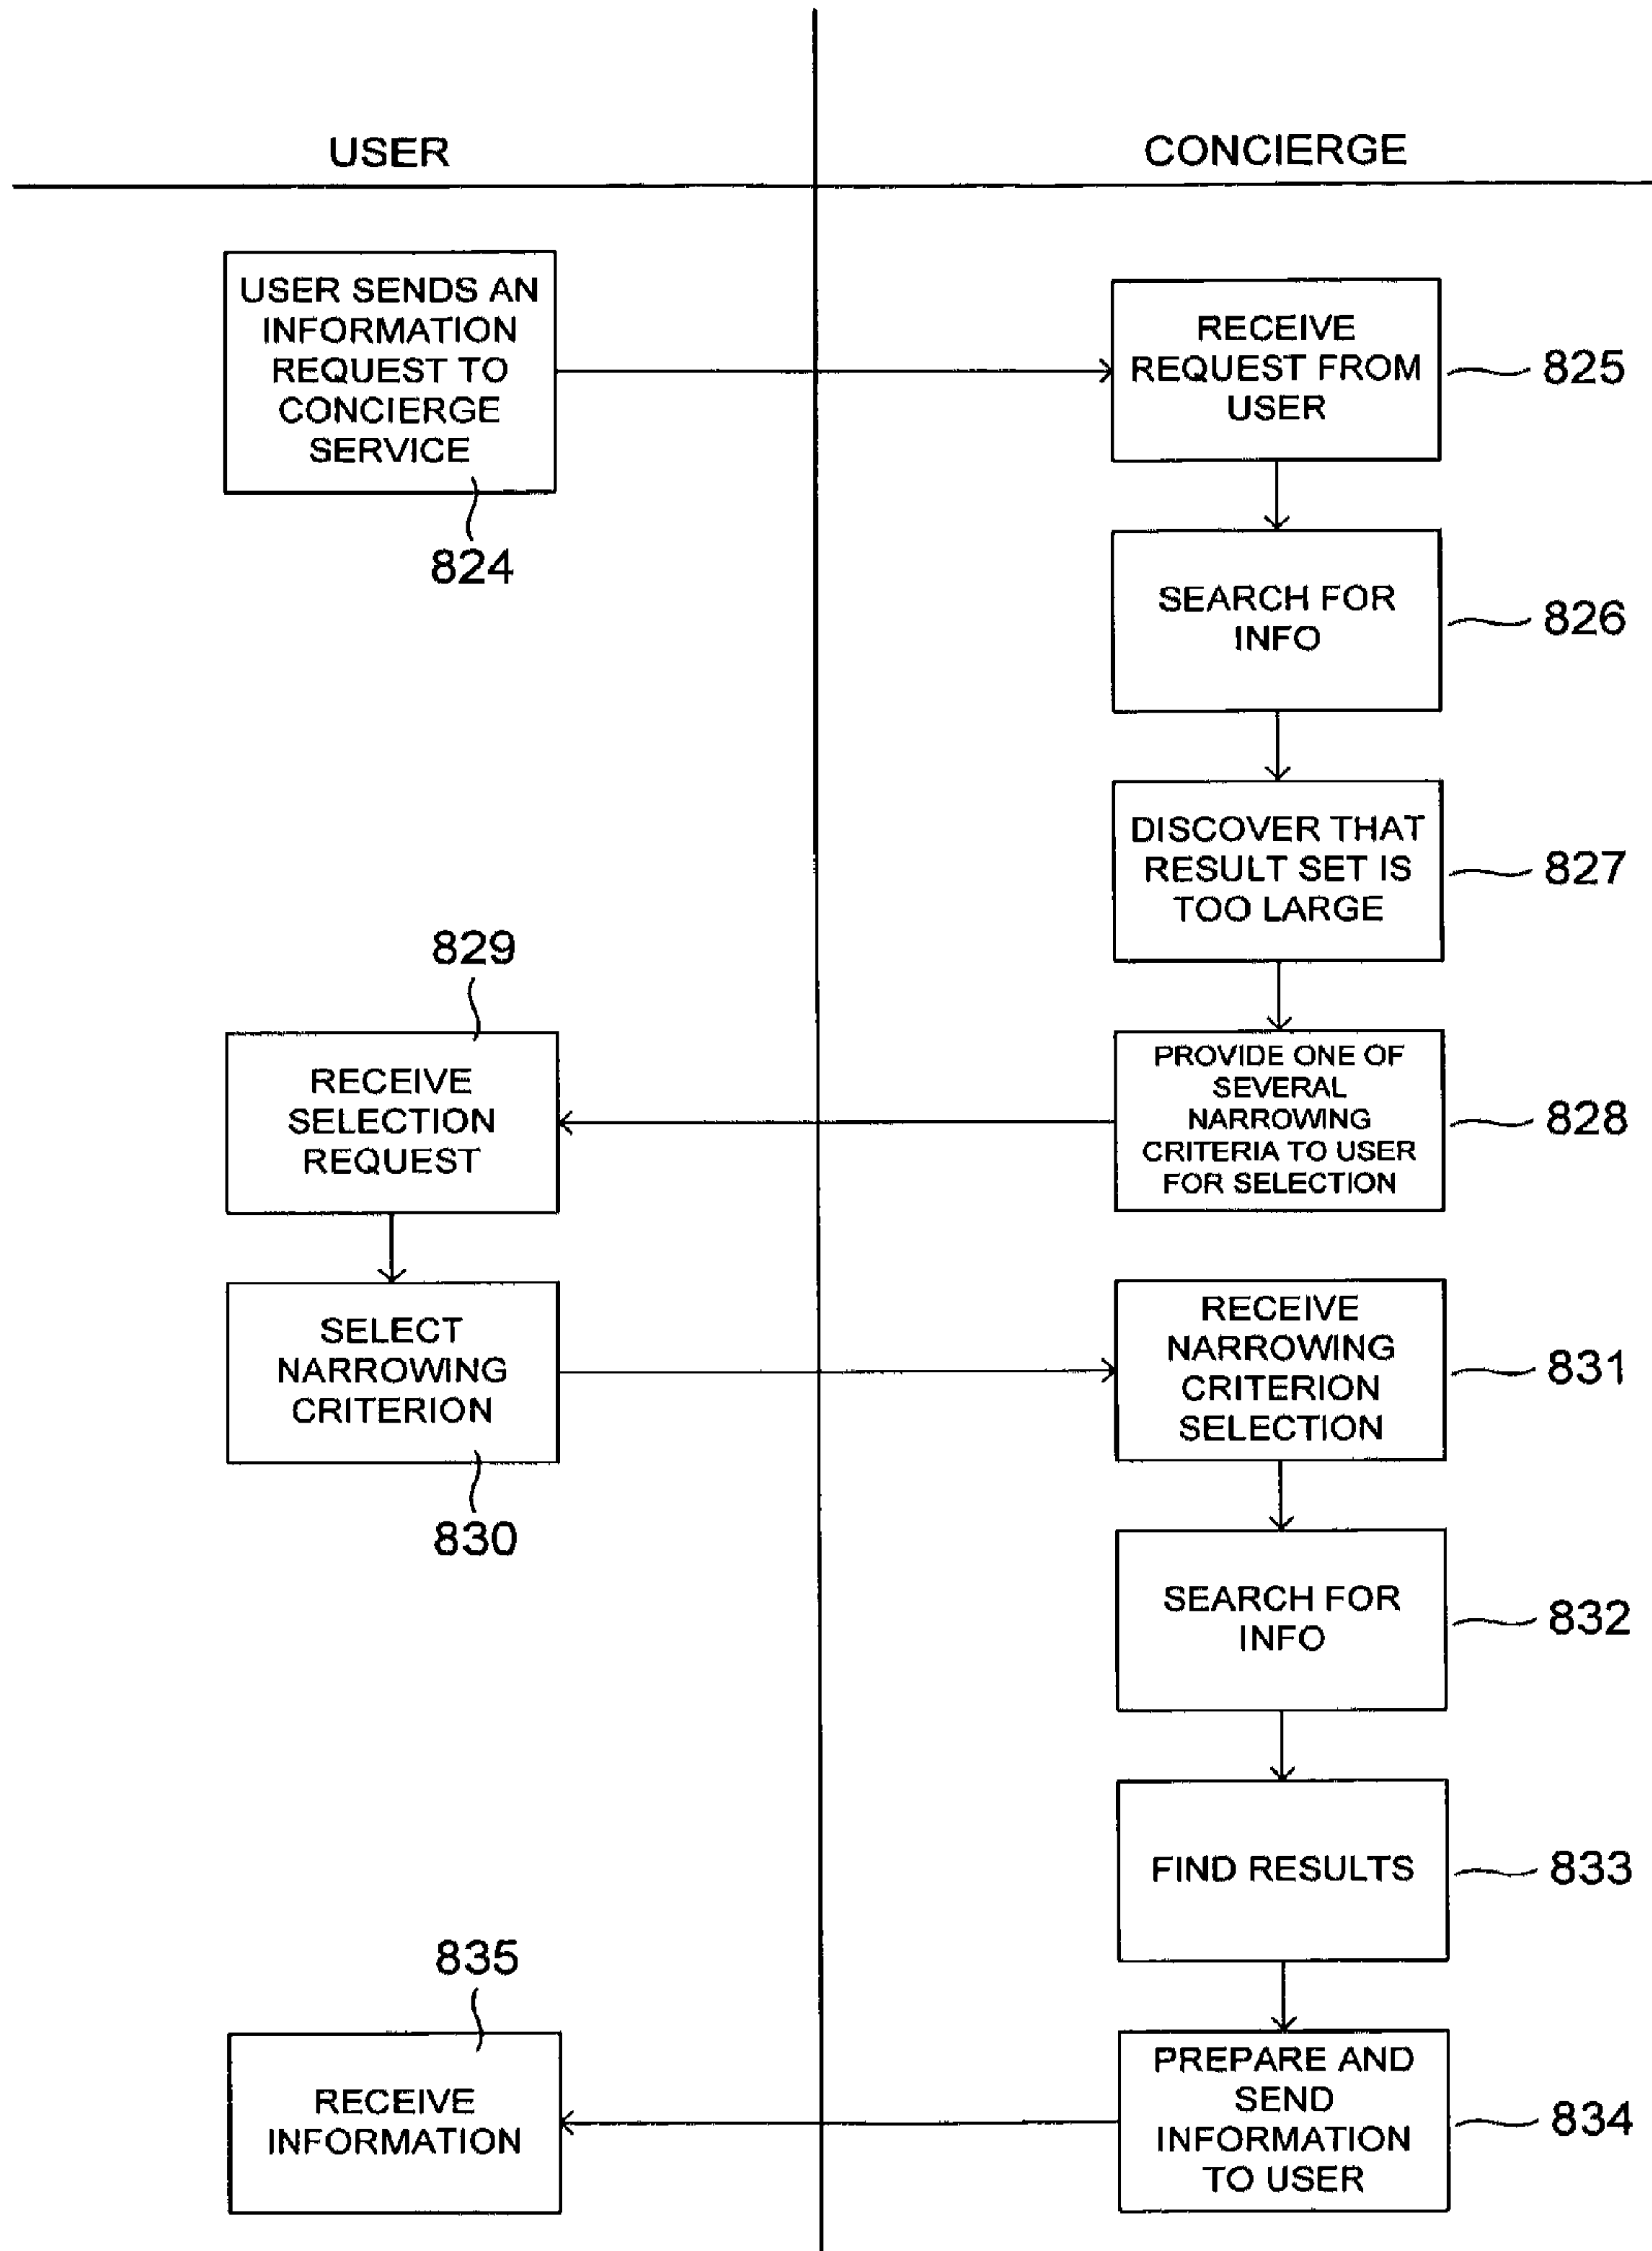 USER
CONCIERGE
USER SENDS AN
INFORMATION
REQUEST TO
CONCIERGE
SERVICE
824
RECEIVE
REQUEST FROM
USER
825
SEARCH FOR
INFO
826
DISCOVER THAT
RESULT SET IS
TOO LARGE
827
PROVIDE ONE OF
SEVERAL
NARROWING
CRITERIA TO USER
FOR SELECTION
828
829
RECEIVE
SELECTION
REQUEST
SELECT
NARROWING
CRITERION
830
RECEIVE
NARROWING
CRITERION
SELECTION
831
SEARCH FOR
INFO
832
FIND RESULTS
833
PREPARE AND
SEND
INFORMATION
TO USER
834
835
RECEIVE
INFORMATION